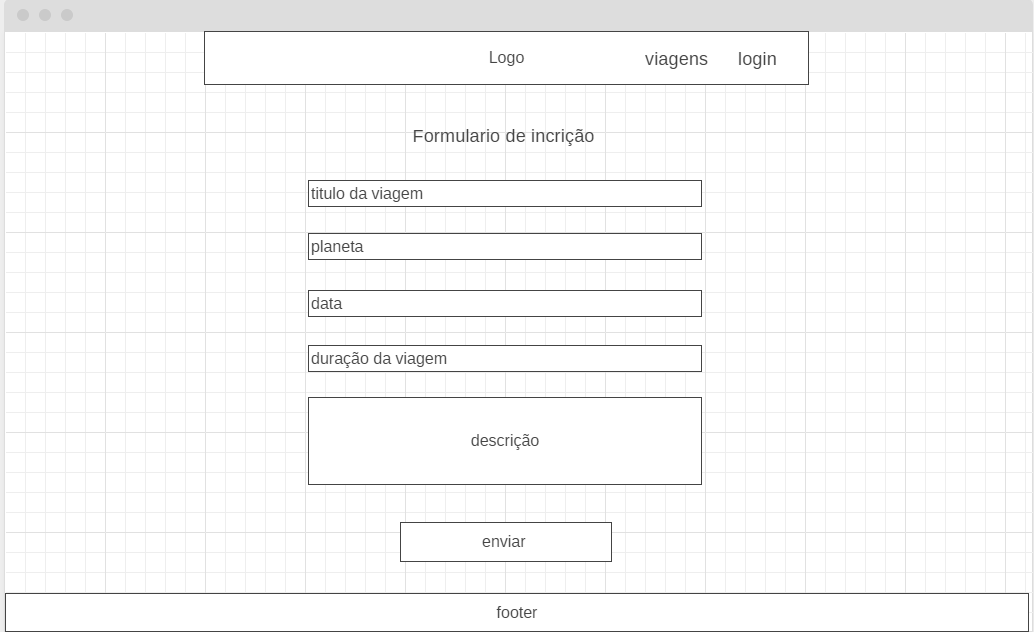 Logo
viagens
login
Formulario de incrição
titulo da viagem
planeta
data
duração da viagem
descrição
enviar
footer